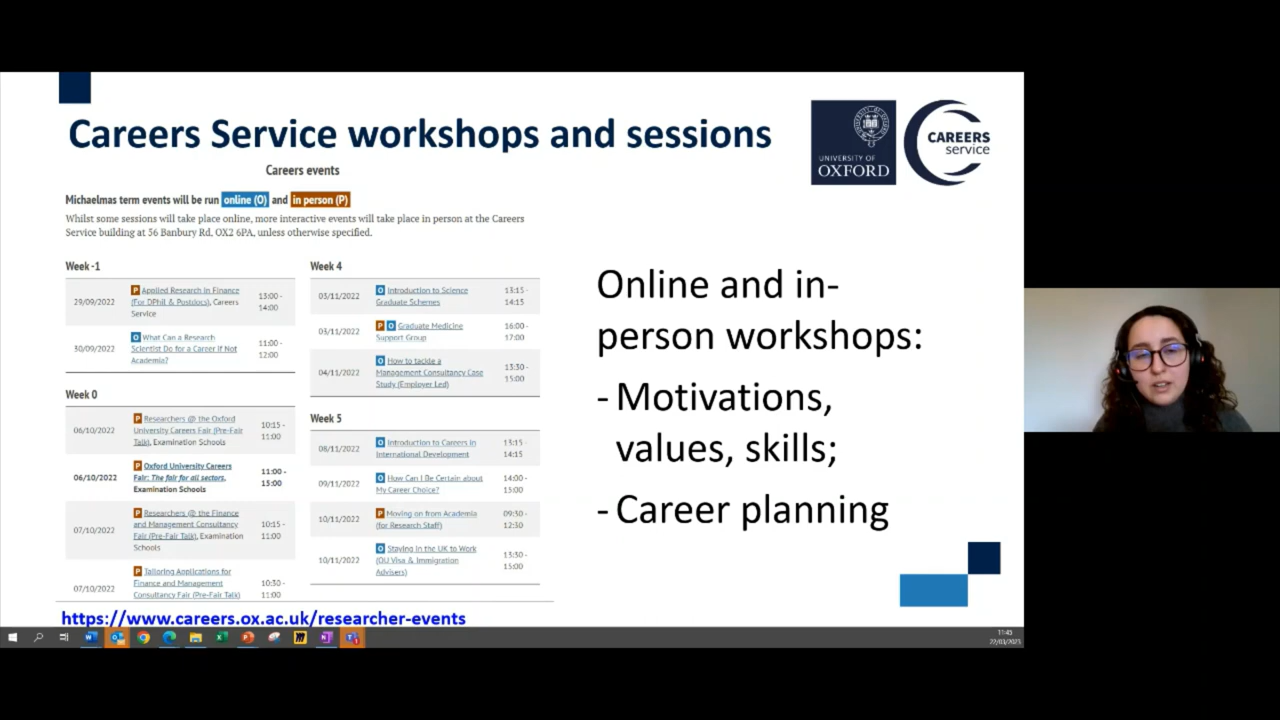 Careers Service workshops and sessions
UNIVERSITY OF
OXFORD
CAREERS
service
Careers events
Michaelmas term events will be run online (O) and in person (P)
Whilst some sessions will take place online, more interactive events will take place in person at the Careers
Service building at 56 Banbury Rd, OX2 6PA, unless otherwise specified.
Week -1
29/09/2022
P Applied Research in Finance
(For DPhil & Postdocs), Careers
Service
13:00 -
14:00
30/09/2022
O What Can a Research
Scientist Do for a Career if Not
Academia?
11:00 -
12:00
Week 0
06/10/2022
P Researchers @ the Oxford
University Careers Fair (Pre-Fair
Talk), Examination Schools
10:15 -
11:00
06/10/2022
P Oxford University Careers
Fair: The fair for all sectors,
Examination Schools
11:00 -
15:00
07/10/2022
P Researchers @ the Finance
and Management Consultancy
Fair (Pre-Fair Talk), Examination
Schools
10:15 -
11:00
07/10/2022
P Tailoring Applications for
Finance and Management
Consultancy Fair (Pre-Fair Talk)
10:30 -
11:00
Week 4
03/11/2022
O Introduction to Science
Graduate Schemes
13:15 -
14:15
03/11/2022
P O Graduate Medicine
Support Group
16:00 -
17:00
04/11/2022
O How to tackle a
Management Consultancy Case
Study (Employer Led)
13:30 -
15:00
Week 5
08/11/2022
O Introduction to Careers in
International Development
13:15 -
14:15
09/11/2022
O How Can I Be Certain about
My Career Choice?
14:00 -
15:00
10/11/2022
P Moving on from Academia
(for Research Staff)
09:30 -
12:30
10/11/2022
O Staying in the UK to Work
(OU Visa & Immigration
Advisers)
13:30 -
15:00
Online and in-
person workshops:
- Motivations,
values, skills;
- Career planning
https://www.careers.ox.ac.uk/researcher-events
11:45
22/03/2023